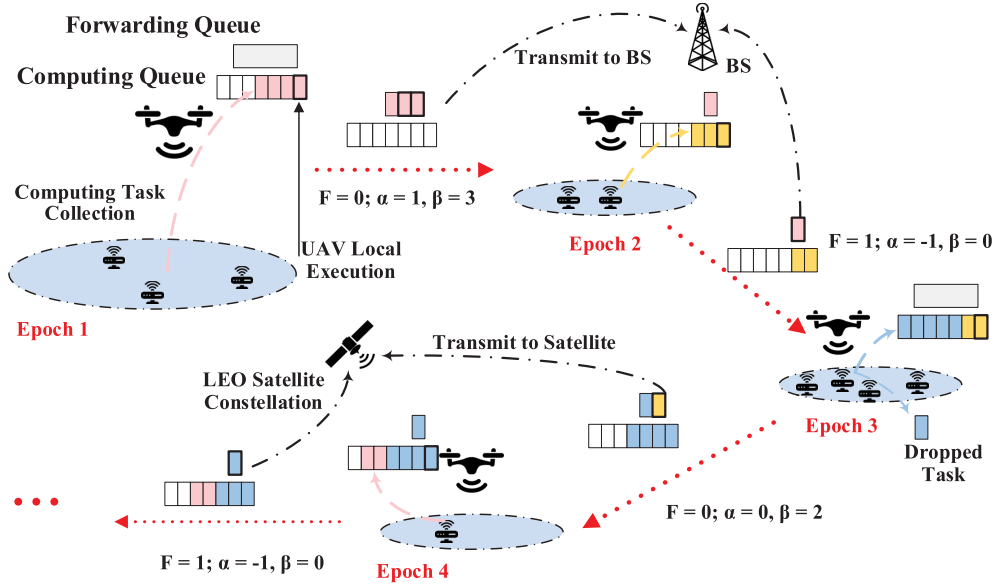 Forwarding Queue
Computing Queue
Transmit to BS
BS
Computing Task
Collection
F = 0; α = 1, β = 3
UAV Local
Execution
Epoch 1
Epoch 2
F = 1; α = -1, β = 0
Transmit to Satellite
LEO Satellite
Constellation
Epoch 3
Dropped
Task
F = 0; α = 0, β = 2
F = 1; α = -1, β = 0
Epoch 4